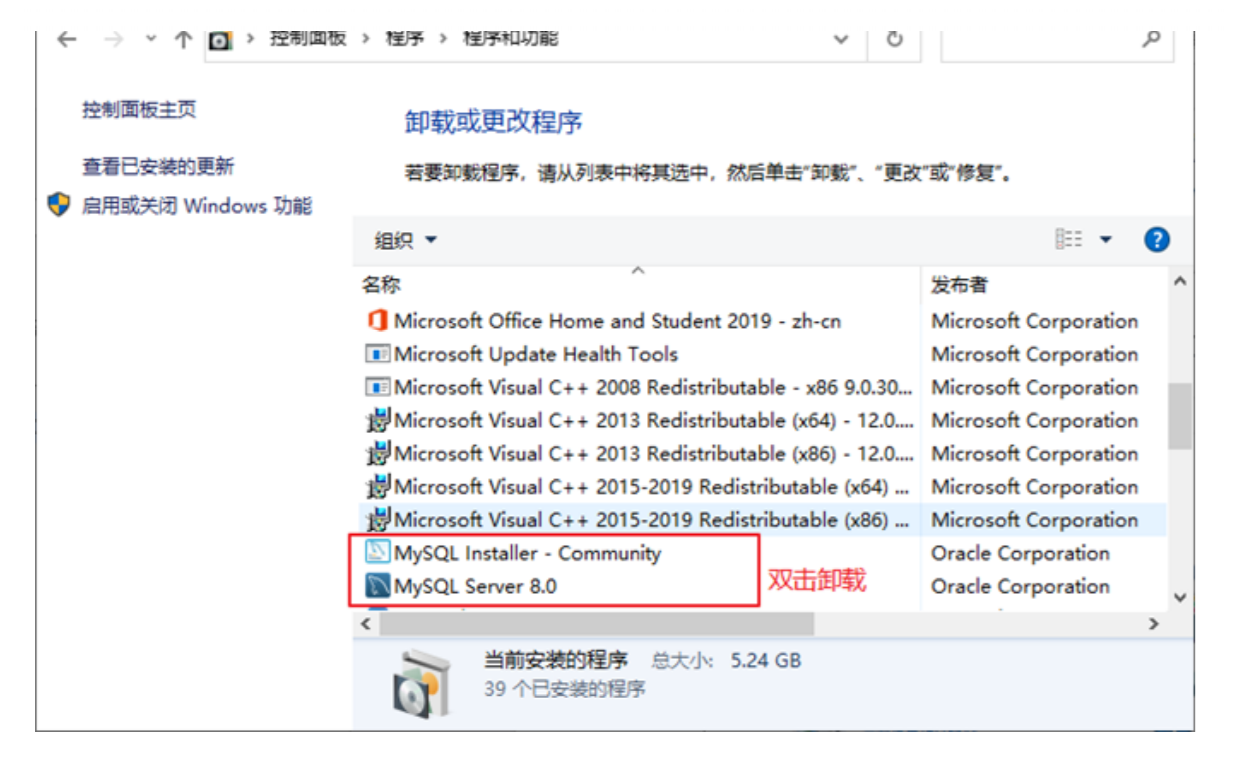 控制面板 › 程序 › 程序和功能
控制面板主页
查看已安装的更新
启用或关闭 Windows 功能
卸载或更改程序
若要卸载程序，请从列表中将其选中，然后单击"卸载"、"更改"或"修复"。
组织
名称 发布者
Microsoft Office Home and Student 2019 - zh-cn Microsoft Corporation
Microsoft Update Health Tools Microsoft Corporation
Microsoft Visual C++ 2008 Redistributable - x86 9.0.30... Microsoft Corporation
Microsoft Visual C++ 2013 Redistributable (x64) - 12.0.... Microsoft Corporation
Microsoft Visual C++ 2013 Redistributable (x86) - 12.0.... Microsoft Corporation
Microsoft Visual C++ 2015-2019 Redistributable (x64) ... Microsoft Corporation
Microsoft Visual C++ 2015-2019 Redistributable (x86) ... Microsoft Corporation
MySQL Installer - Community Oracle Corporation
MySQL Server 8.0 双击卸载 Oracle Corporation
当前安装的程序 总大小: 5.24 GB
39 个已安装的程序